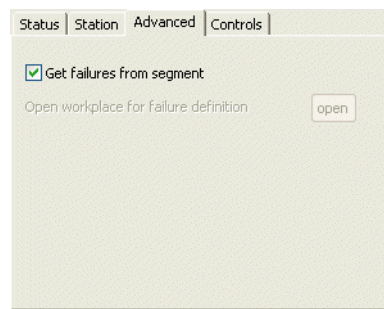 Status Station Advanced Controls
Get failures from segment
Open workplace for failure definition open